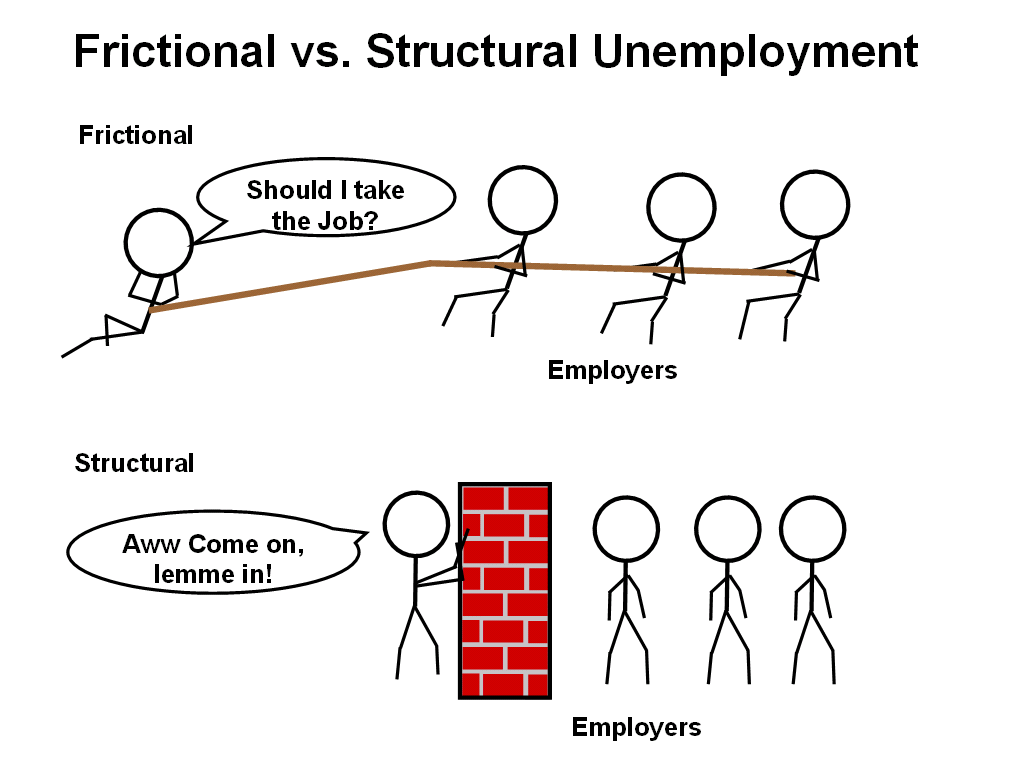 Frictional vs. Structural Unemployment
Frictional
Should I take
the Job?
Employers
Structural
Aww Come on,
lemme in!
Employers